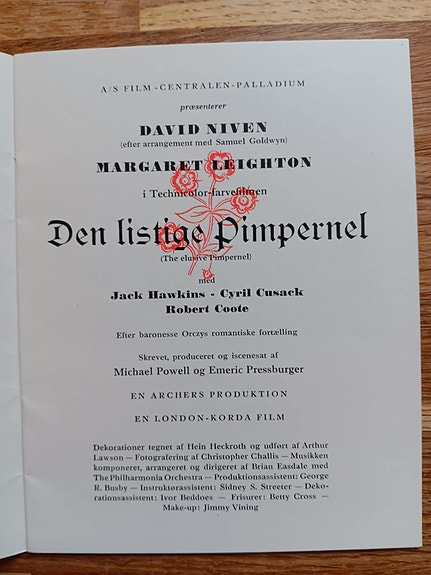 A/S FILM-CENTRALEN-PALLADIUM
præsenterer
DAVID NIVEN
(efter arrangement med Samuel Goldwyn)
MARGARET LEIGHTON
i Technicolor-farvefilmen
Den listige Pimpernel
(The elusive Pimpernel)
med
Jack Hawkins - Cyril Cusack
Robert Coote
Efter baronesse Orczys romantiske fortælling
Skrevet, produceret og iscenesat af
Michael Powell og Emeric Pressburger
EN ARCHERS PRODUKTION
EN LONDON-KORDA FILM
Dekorationer tegnet af Hein Heckroth og udført af Arthur
Lawson — Fotografering af Christopher Challis — Musikken
komponeret, arrangeret og dirigeret af Brian Easdale med
The Philharmonia Orchestra — Produktionsassistent: George
R. Busby — Instruktørassistent: Sidney S. Streeter — Deko-
rationsassistent: Ivor Beddoes — Frisurer: Betty Cross —
Make-up: Jimmy Vining